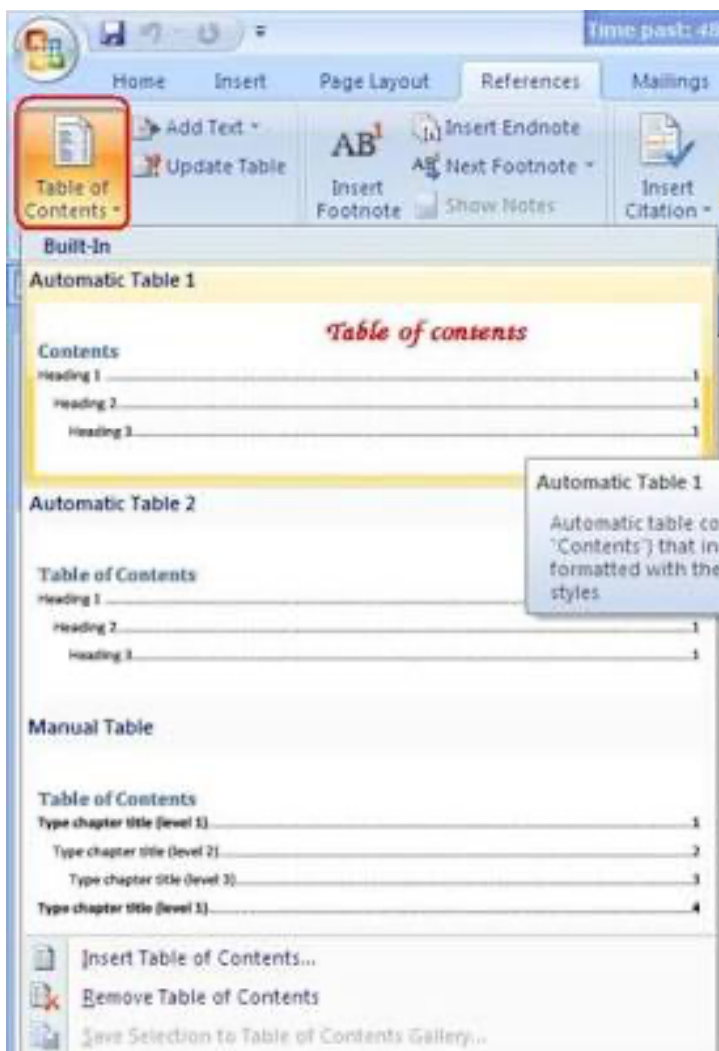 Time past: 48
Home Insert Page Layout References Mailings
Add Text
Update Table
Table of
Contents
AB1
Insert
Footnote
Insert Endnote
AB Next Footnote
Show Notes
Insert
Citation
Built-In
Automatic Table 1
Table of contents
Contents
Heading 1 1
Heading 2 1
Heading 3 1
Automatic Table 1
Automatic table co
"Contents") that in
formatted with the
styles
Automatic Table 2
Table of Contents
Heading 1
Heading 2 1
Heading 3 1
Manual Table
Table of Contents
Type chapter title (level 1) 1
Type chapter title (level 2) 2
Type chapter title (level 3) 3
Type chapter title (level 1) 4
Insert Table of Contents...
Remove Table of Contents
Save Selection to Table of Contents Gallery...